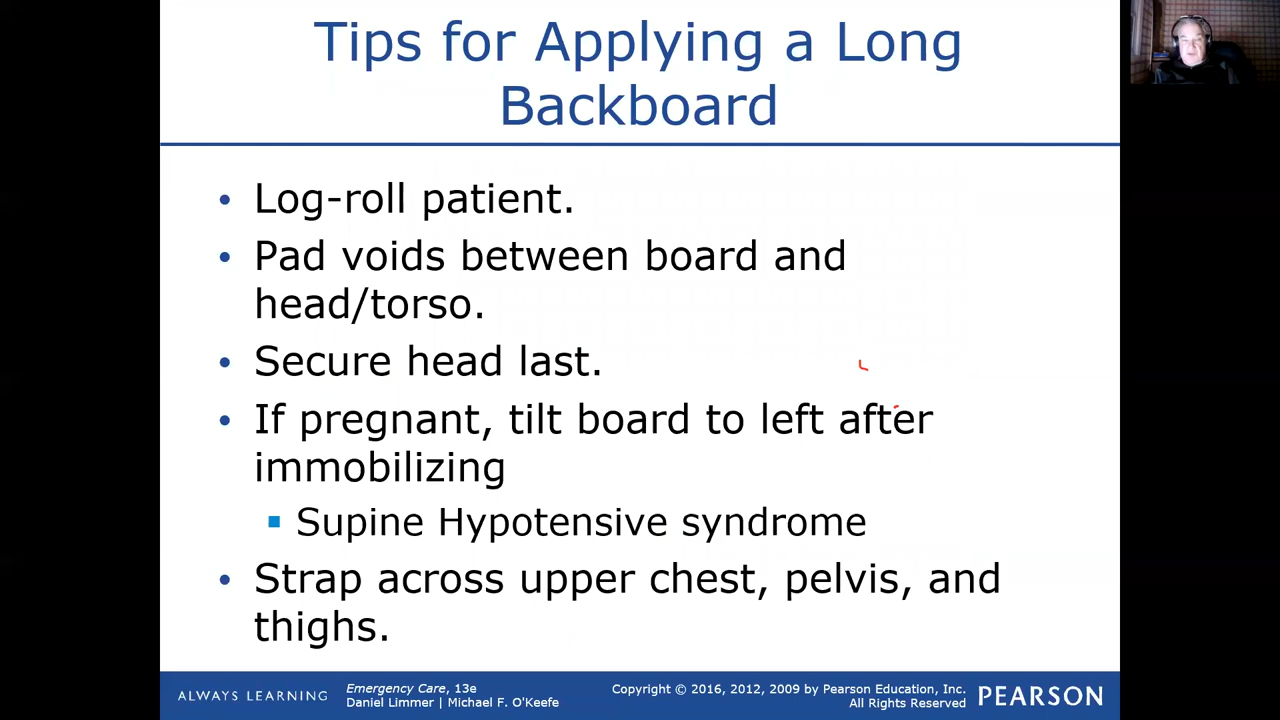 Tips for Applying a Long
Backboard
• Log-roll patient.
• Pad voids between board and
head/torso.
• Secure head last.
• If pregnant, tilt board to left after
immobilizing
▪ Supine Hypotensive syndrome
• Strap across upper chest, pelvis, and
thighs.
ALWAYS LEARNING
Emergency Care, 13e
Daniel Limmer | Michael F. O'Keefe
Copyright © 2016, 2012, 2009 by Pearson Education, Inc.
All Rights Reserved
PEARSON